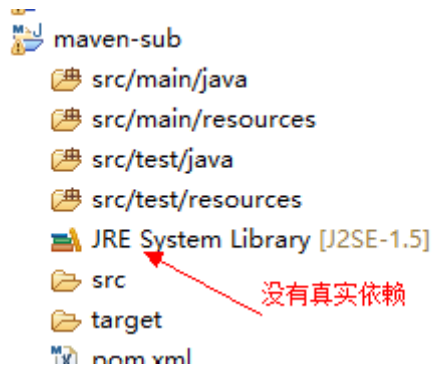 maven-sub
src/main/java
src/main/resources
src/test/java
src/test/resources
JRE System Library [J2SE-1.5]
src
没有真实依赖
target
pom.xml